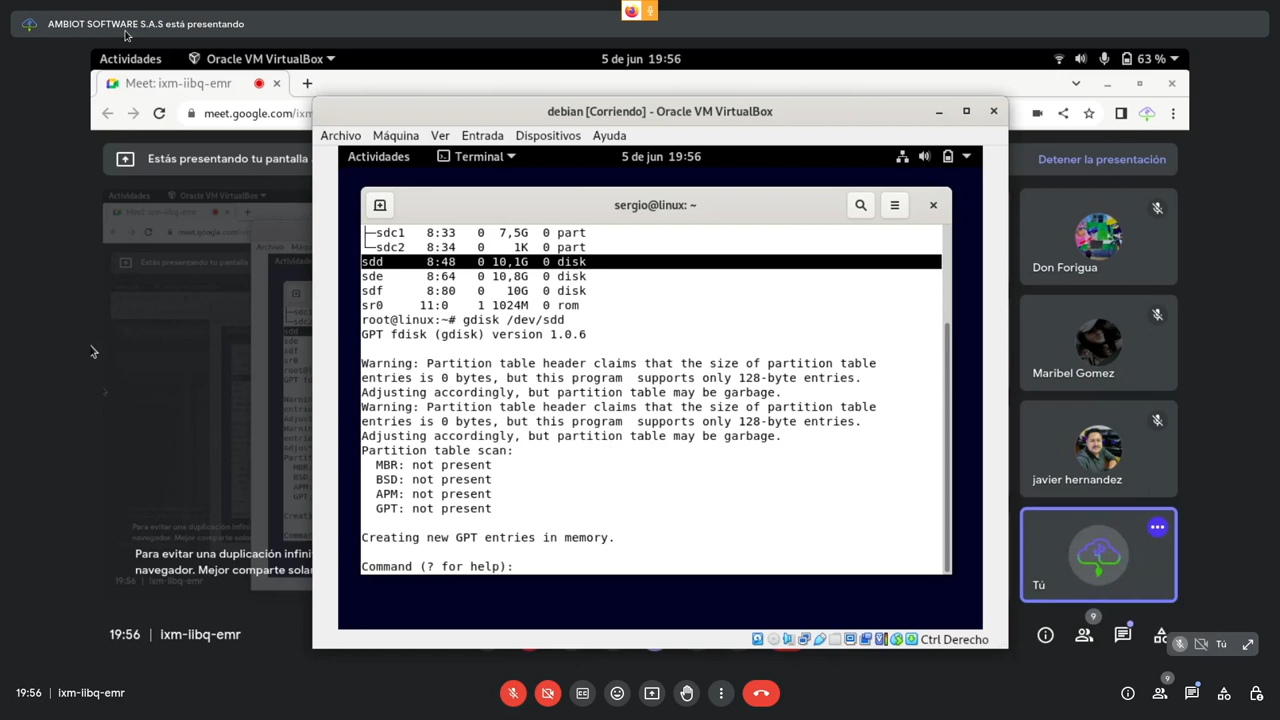 AMBIOT SOFTWARE S.A.S está presentando
Actividades
Oracle VM VirtualBox
5 de jun 19:56
63 %
Meet: ixm-iibq-emr
meet.google.com/ixm
Estás presentando tu pantalla
Detener la presentación
debian [Corriendo] - Oracle VM VirtualBox
Archivo Máquina Ver Entrada Dispositivos Ayuda
Actividades
Terminal
5 de jun 19:56
sergio@linux: ~
├─sdc1 8:33 0 7,5G 0 part
└─sdc2 8:34 0 1K 0 part
sdd 8:48 0 10,1G 0 disk
sde 8:64 0 10,8G 0 disk
sdf 8:80 0 10G 0 disk
sr0 11:0 1 1024M 0 rom
root@linux:~# gdisk /dev/sdd
GPT fdisk (gdisk) version 1.0.6
Warning: Partition table header claims that the size of partition table
entries is 0 bytes, but this program supports only 128-byte entries.
Adjusting accordingly, but partition table may be garbage.
Warning: Partition table header claims that the size of partition table
entries is 0 bytes, but this program supports only 128-byte entries.
Adjusting accordingly, but partition table may be garbage.
Partition table scan:
MBR: not present
BSD: not present
APM: not present
GPT: not present
Creating new GPT entries in memory.
Command (? for help):
Ctrl Derecho
Para evitar una duplicación infini
navegador. Mejor comparte sola
19:56 | ixm-iibq-emr
Don Forigua
Maribel Gomez
javier hernandez
Tú
9
Tú
19:56 | ixm-iibq-emr
9